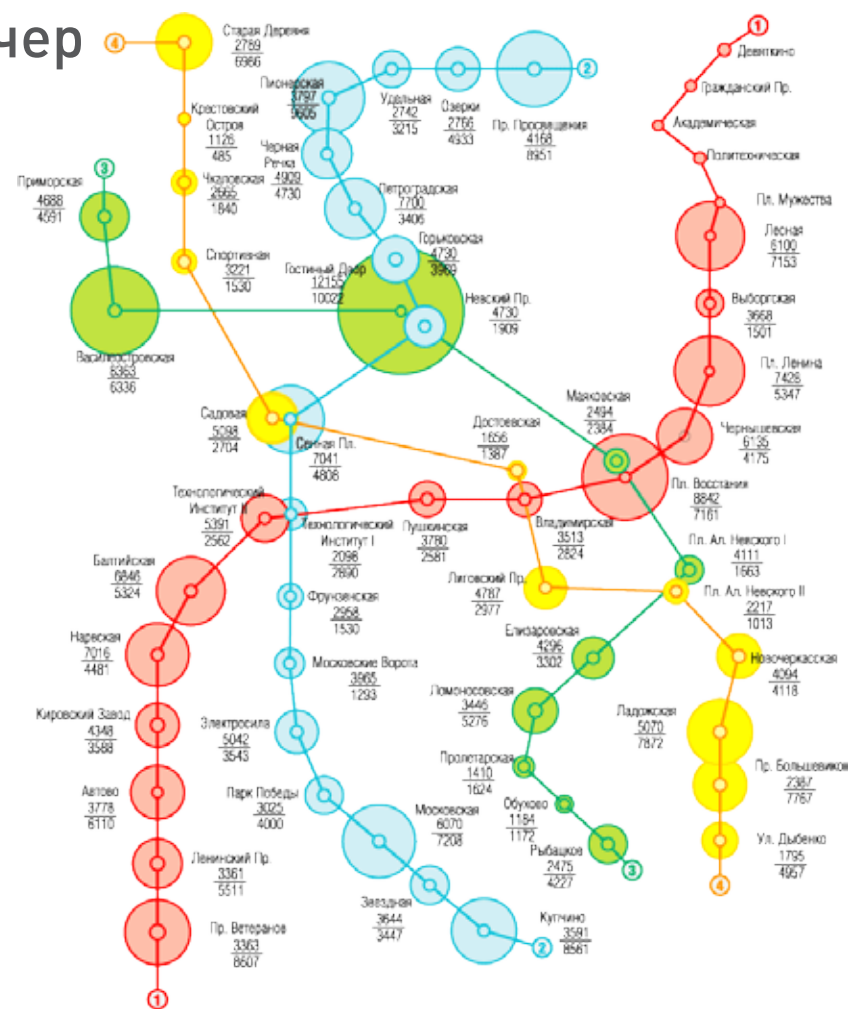 чер
4
Старая Деревня
2789
6986
Крестовский
Остров
1126
485
3
Приморская
4688
4591
Чкаловская
2665
1840
Спортивная
3221
1530
Василеостровская
6363
6336
Пионерская
3797
9605
Удельная
2742
3215
Озерки
2766
4933
2
Пр. Просвещения
4168
8951
Черная
Речка
4909
4730
Петроградская
7700
3406
Горьковская
4730
3969
Гостиный Двор
12155
10022
Невский Пр.
4730
1909
1
Девяткино
Гражданский Пр.
Академическая
Политехническая
Пл. Мужества
Лесная
6100
7153
Выборгская
3668
1501
Пл. Ленина
7426
5347
Чернышевская
6135
4175
Маяковская
2494
2384
Пл. Восстания
8842
7161
Садовая
5098
2704
Сенная Пл.
7041
4806
Достоевская
1656
1387
Технологический
Институт II
5391
2562
Технологический
Институт I
2098
2890
Пушкинская
3780
2581
Владимирская
3513
2824
Балтийская
6846
5324
Фрунзенская
2958
1530
Лиговский Пр.
4787
2977
Пл. Ал. Невского I
4111
1663
Пл. Ал. Невского II
2217
1013
Нарвская
7016
4481
Московские Ворота
3965
1293
Елизаровская
4296
3302
Новочеркасская
4094
4118
Кировский Завод
4348
3588
Электросила
5042
3543
Ломоносовская
3446
5276
Ладожская
5070
7872
Автово
3778
6110
Парк Победы
3025
4000
Московская
6070
7208
Пролетарская
1410
1624
Обухово
1184
1172
Рыбацкое
2475
4227
3
Пр. Большевиков
2387
7767
Ул. Дыбенко
1795
4957
4
Ленинский Пр.
3361
5511
Звездная
3644
3447
Пр. Ветеранов
3363
8607
Купчино
3591
8561
2
1